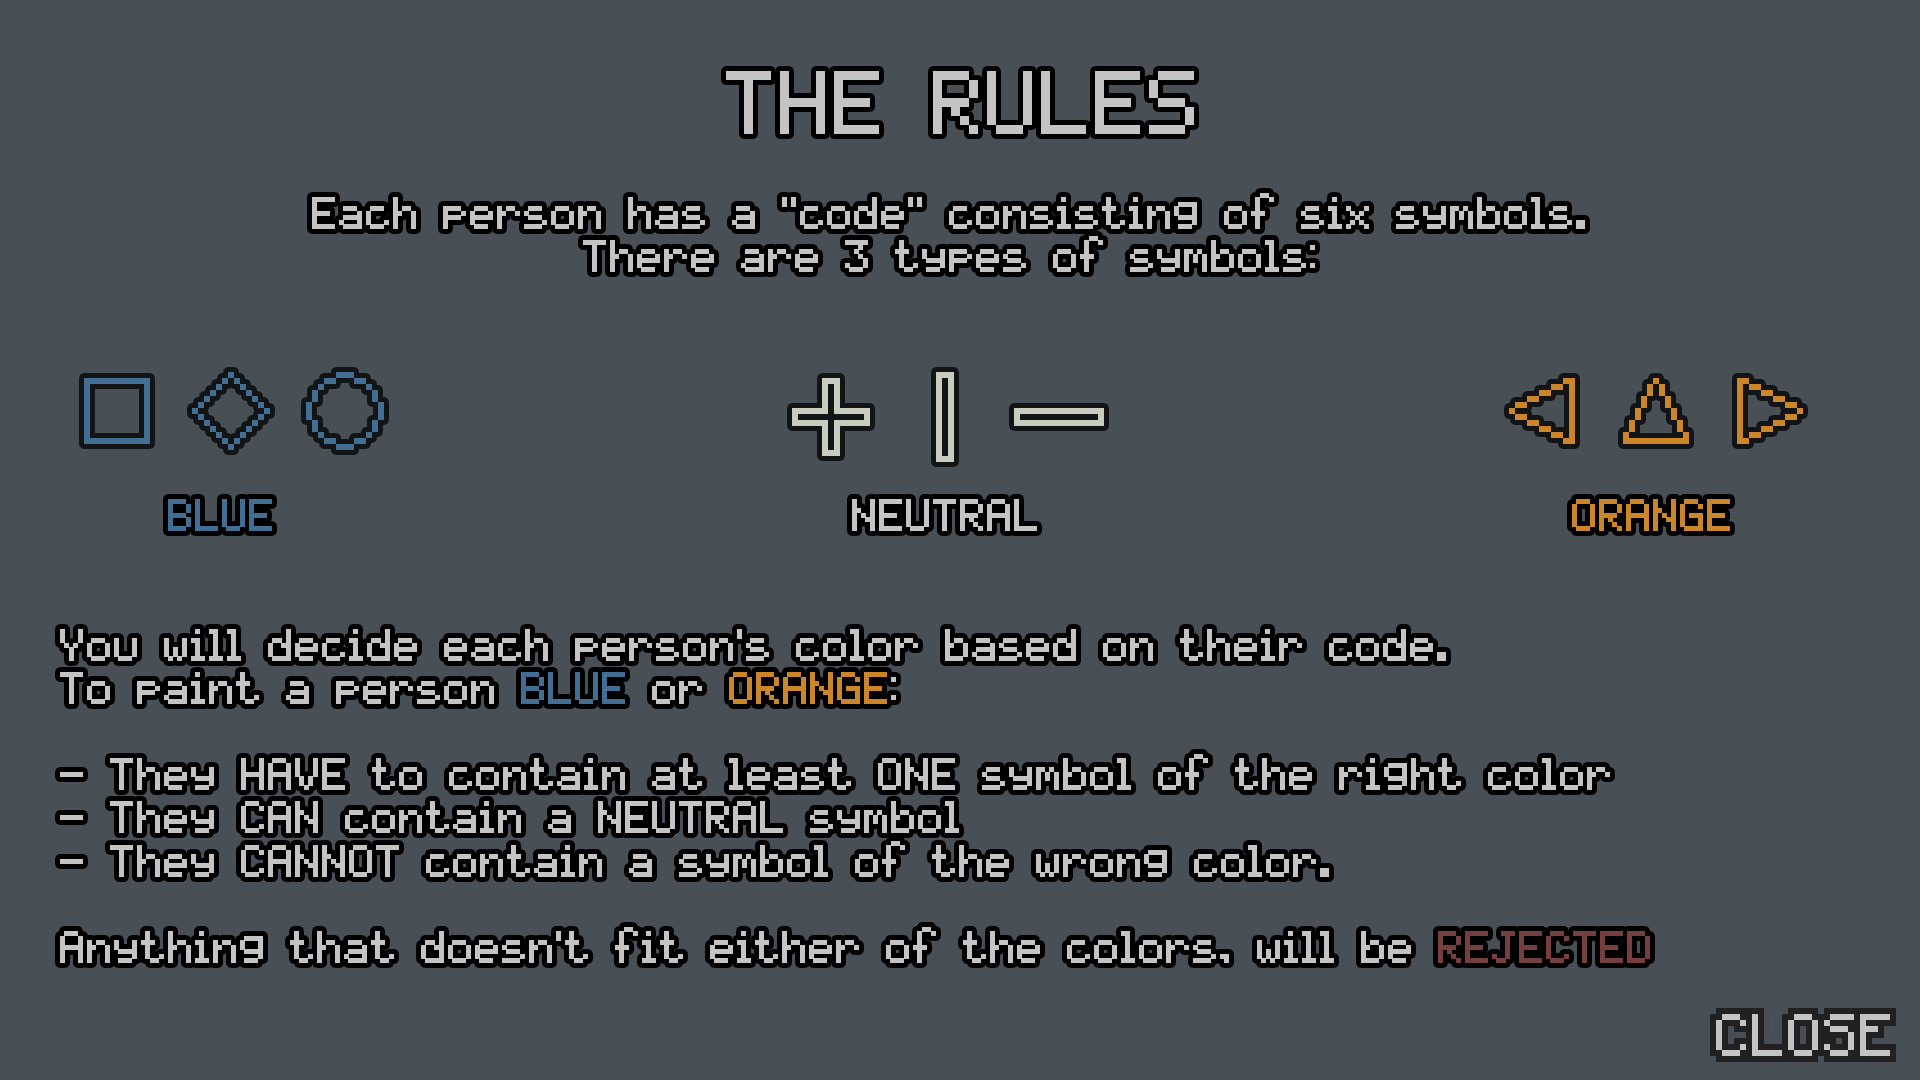 THE RULES
Each person has a "code" consisting of six symbols.
There are 3 types of symbols:
BLUE
NEUTRAL
ORANGE
You will decide each person's color based on their code.
To paint a person BLUE or ORANGE:
- They HAVE to contain at least ONE symbol of the right color
- They CAN contain a NEUTRAL symbol
- They CANNOT contain a symbol of the wrong color.
Anything that doesn't fit either of the colors, will be REJECTED
CLOSE